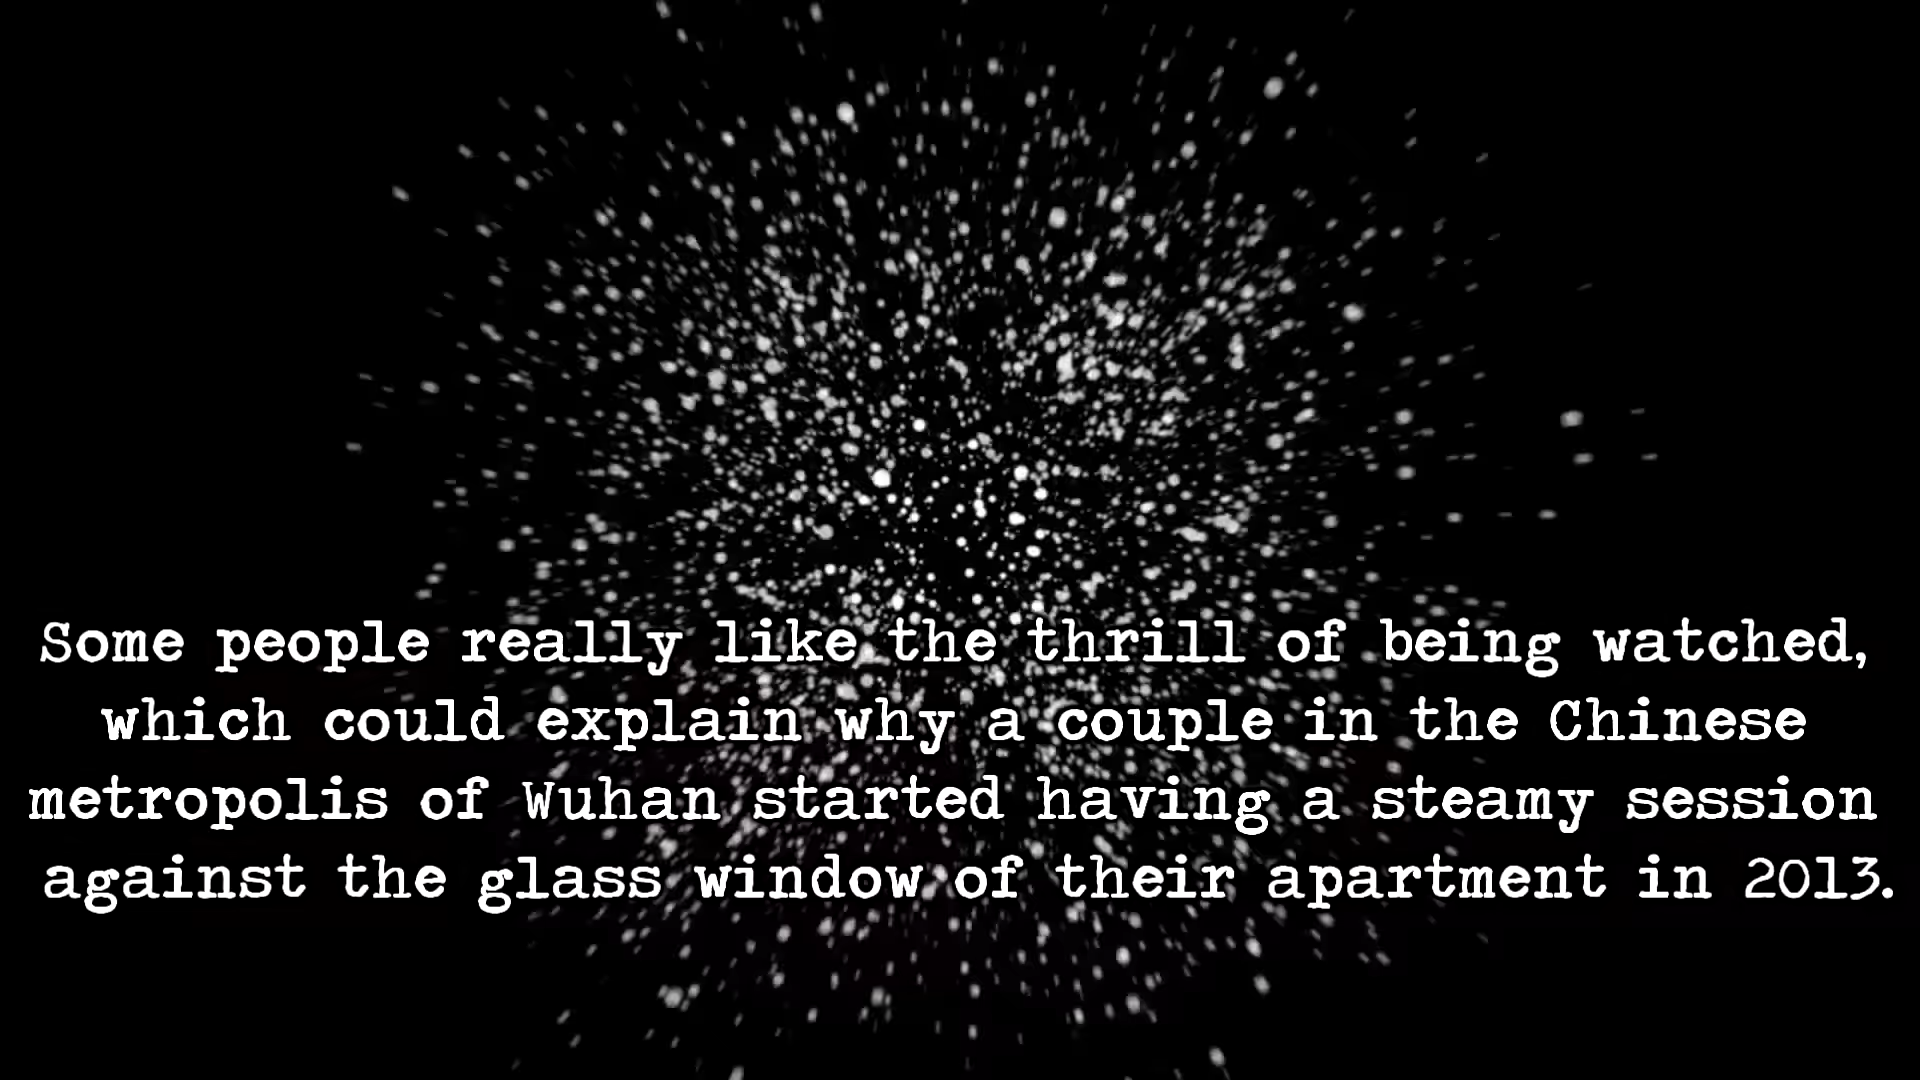 Some people really like the thrill of being watched,
which could explain why a couple in the Chinese
metropolis of Wuhan started having a steamy session
against the glass window of their apartment in 2013.